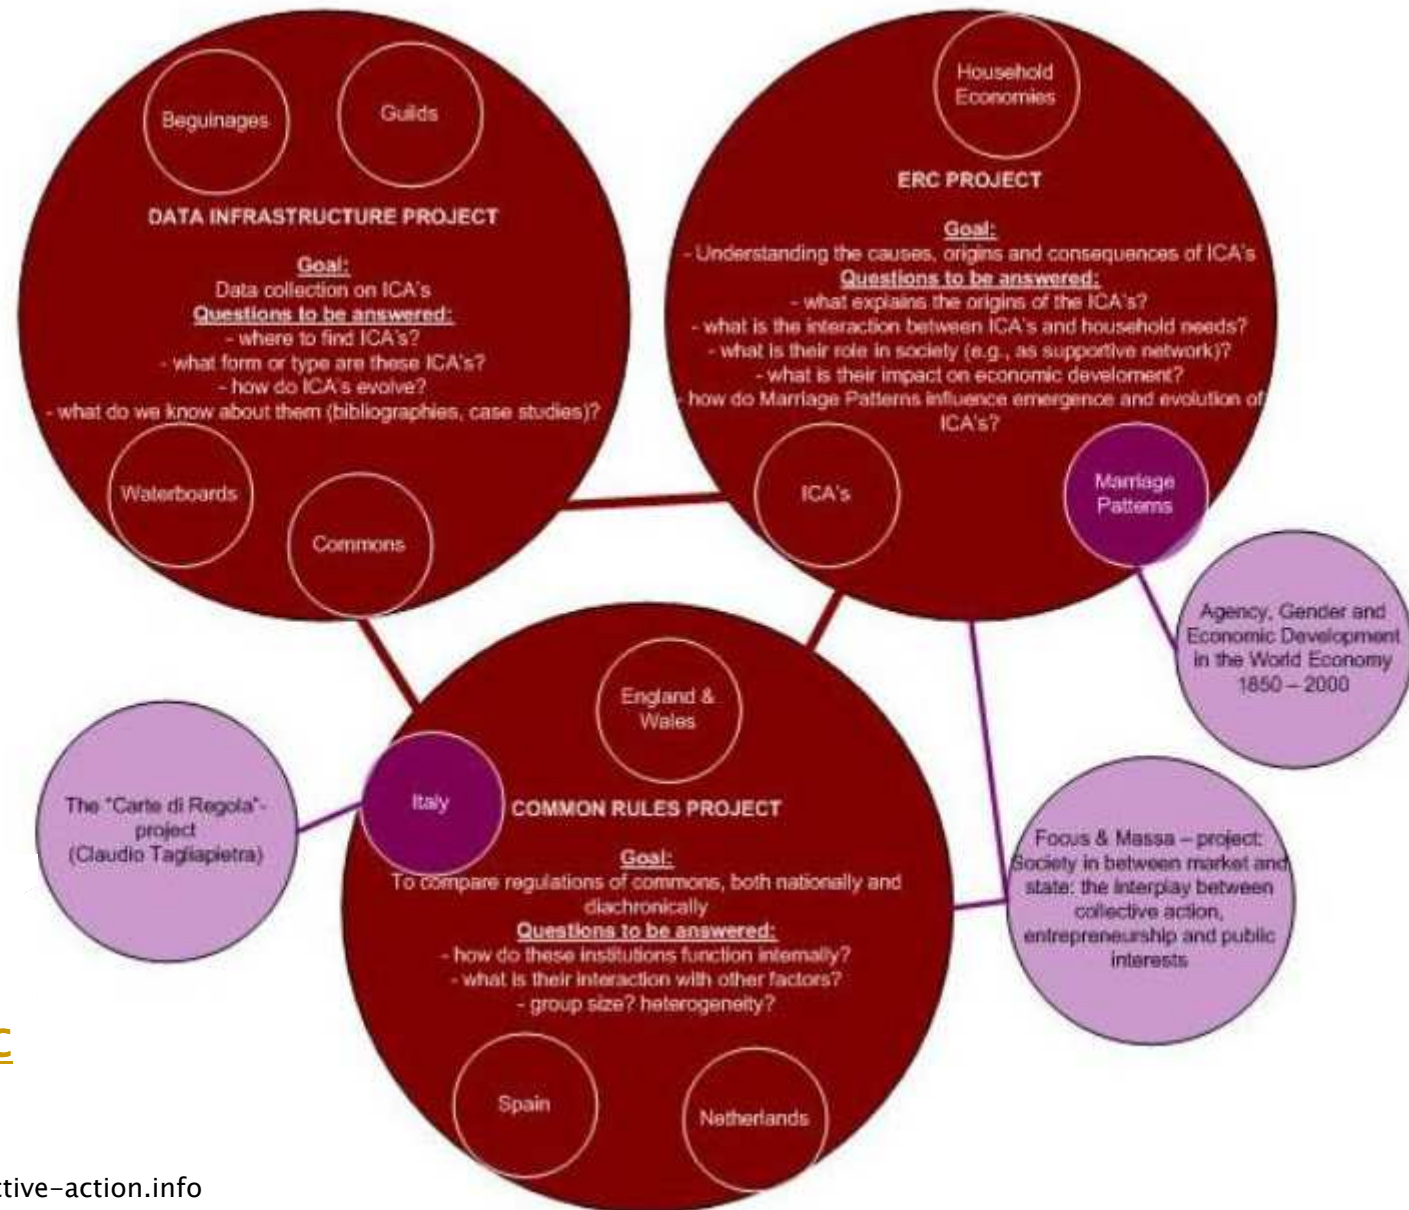 Beguinages
Guilds
DATA INFRASTRUCTURE PROJECT
Goal:
Data collection on ICA's
Questions to be answered:
- where to find ICA's?
- what form or type are these ICA's?
- how do ICA's evolve?
- what do we know about them (bibliographies, case studies)?
Waterboards
Commons
Household
Economies
ERC PROJECT
Goal:
- Understanding the causes, origins and consequences of ICA's
Questions to be answered:
- what explains the origins of the ICA's?
- what is the interaction between ICA's and household needs?
- what is their role in society (e.g., as supportive network)?
- what is their impact on economic develoment?
- how do Marriage Patterns influence emergence and evolution of
ICA's?
ICA's
Marriage
Patterns
Agency, Gender and
Economic Development
in the World Economy
1850 – 2000
England &
Wales
Italy
COMMON RULES PROJECT
Goal:
To compare regulations of commons, both nationally and
diachronically
Questions to be answered:
- how do these institutions function internally?
- what is their interaction with other factors?
- group size? heterogeneity?
Spain
Netherlands
The "Carte di Regola"-
project
(Claudio Tagliapietra)
Focus & Massa – project:
Society in between market and
state: the interplay between
collective action,
entrepreneurship and public
interests
ctive-action.info